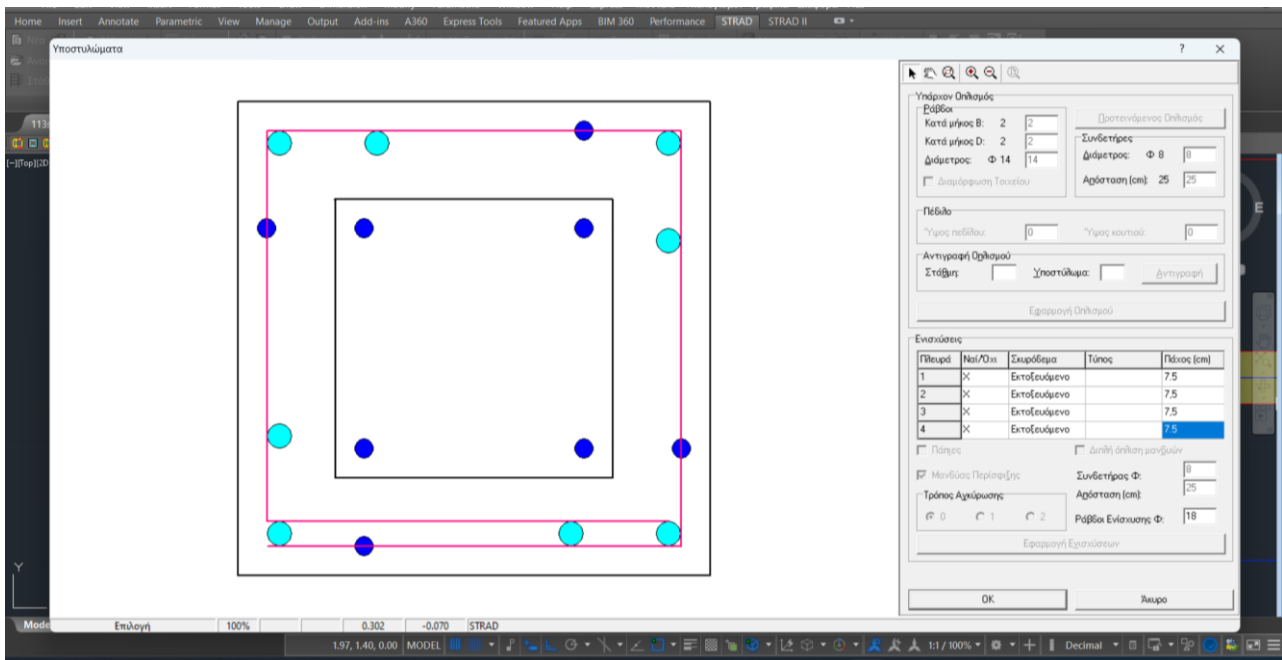 Home Insert Annotate Parametric View Manage Output Add-ins A360 Express Tools Featured Apps BIM 360 Performance STRAD STRAD II
Υποστυλώματα ? ×
113
[−][Top][2D
E
Υπάρχον Οπλισμός
Ράβδοι
Κατά μήκος Β: 2 2
Κατά μήκος D: 2 2
Διάμετρος: Φ 14 14
Διαμόρφωση Τοιχείου
Προτεινόμενος Οπλισμός
Συνδετήρες
Διάμετρος: Φ 8 8
Απόσταση (cm): 25 25
Πέδιλο
Ύψος πεδίλου: 0 Ύψος κουτιού: 0
Αντιγραφή Οπλισμού
Στάθμη: Υποστύλωμα: Αντιγραφή
Εφαρμογή Οπλισμού
Ενισχύσεις
Πλευρά Ναί/Όχι Σκυρόδεμα Τύπος Πάχος (cm)
1 X Εκτοξευόμενο 7.5
2 X Εκτοξευόμενο 7.5
3 X Εκτοξευόμενο 7.5
4 X Εκτοξευόμενο 7.5
Πάπιες Διπλή όπλιση μανδυών
Μανδύας Περίσφιξης Συνδετήρας Φ: 8
Τρόπος Αγκύρωσης Απόσταση (cm): 25
0 1 2 Ράβδοι Ενίσχυσης Φ: 18
Εφαρμογή Ενισχύσεων
OK Άκυρο
Y
Mode Επιλογή 100% 0.302 -0.070 STRAD
1.97, 1.40, 0.00 MODEL 1:1 / 100% Decimal